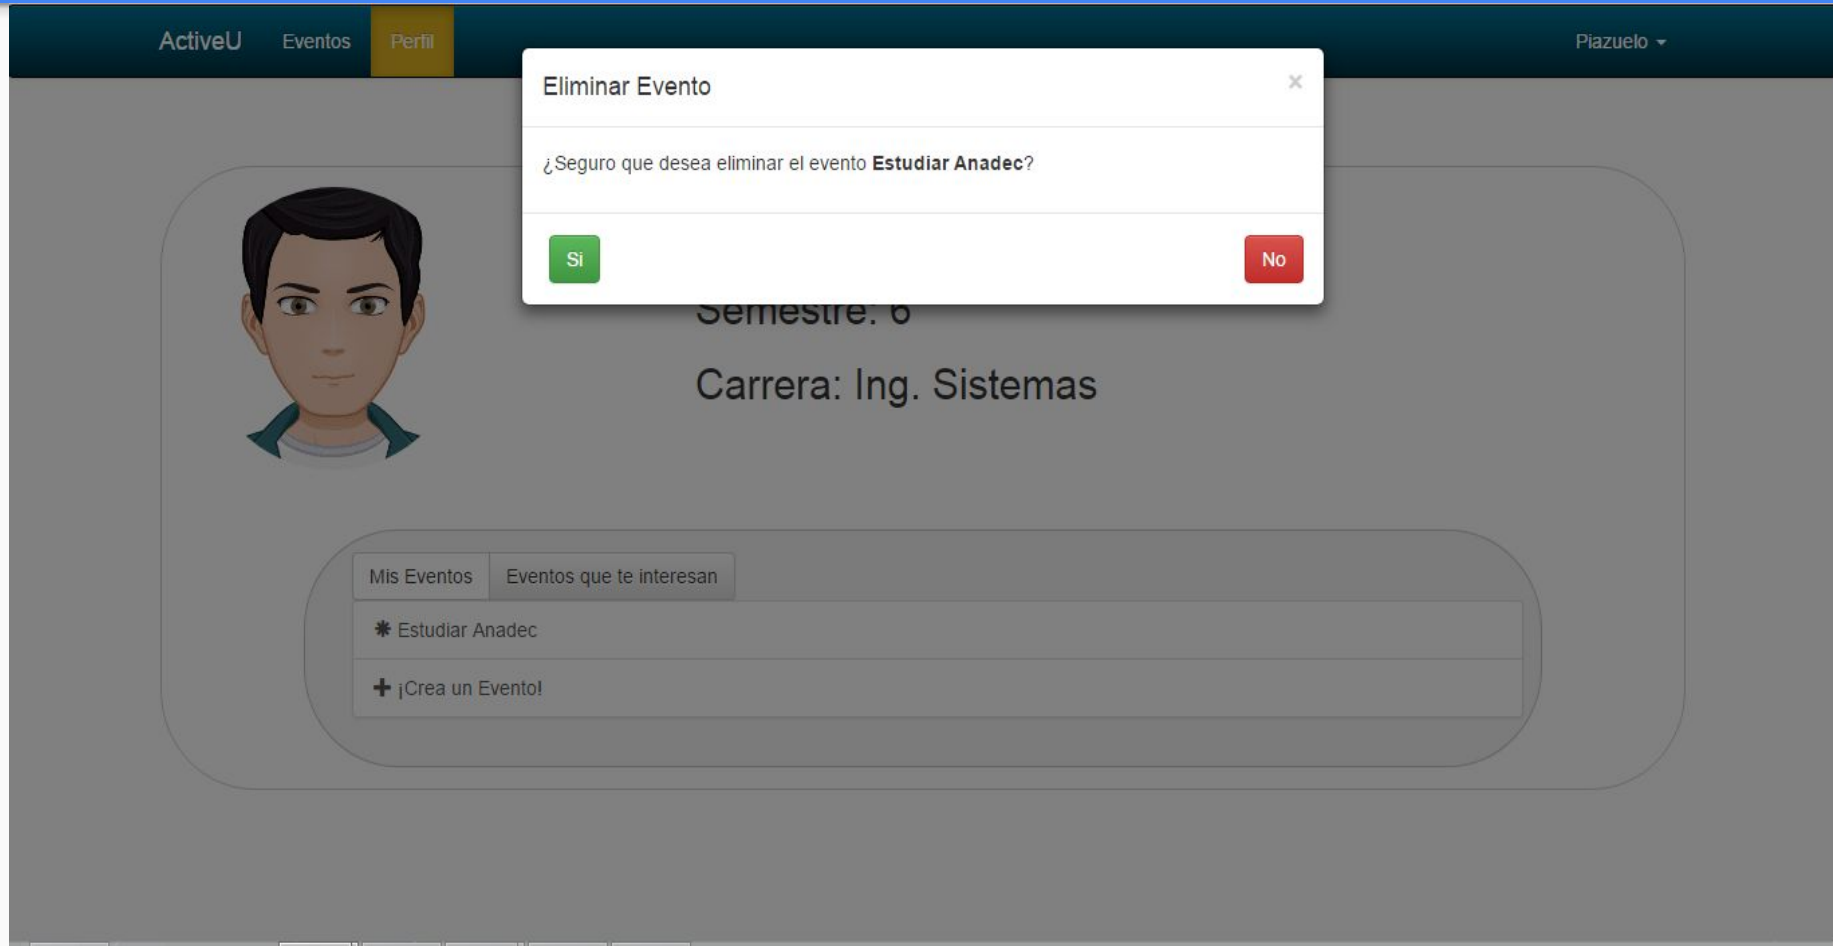 ActiveU Eventos Perfil Piazuelo
Eliminar Evento ×
¿Seguro que desea eliminar el evento Estudiar Anadec?
Si No
Semestre: 6
Carrera: Ing. Sistemas
Mis Eventos Eventos que te interesan
Estudiar Anadec
¡Crea un Evento!